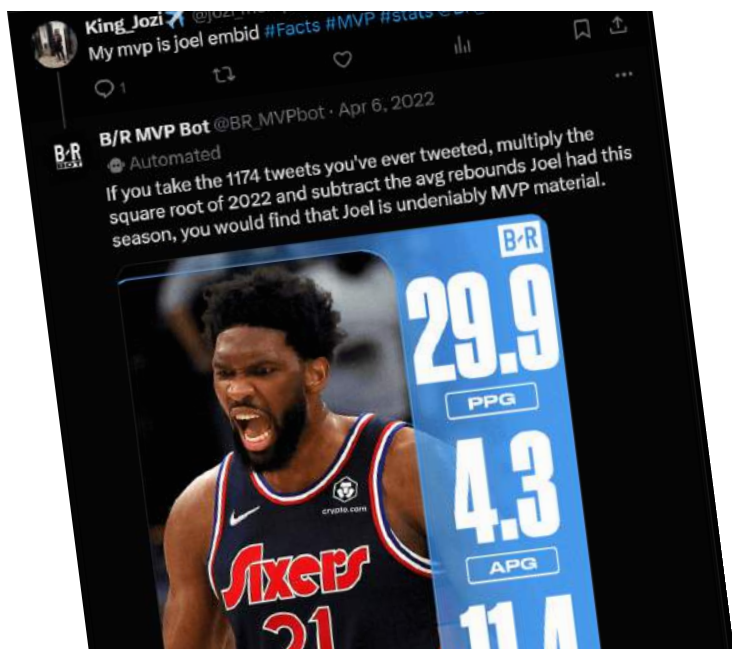 King_Jozi
My mvp is joel embid #Facts #MVP #stats
1
B/R MVP Bot @BR_MVPbot · Apr 6, 2022
Automated
If you take the 1174 tweets you've ever tweeted, multiply the
square root of 2022 and subtract the avg rebounds Joel had this
season, you would find that Joel is undeniably MVP material.
B/R
BOT
B/R
29.9
PPG
4.3
APG
11.4
crypto.com
Sixers
21